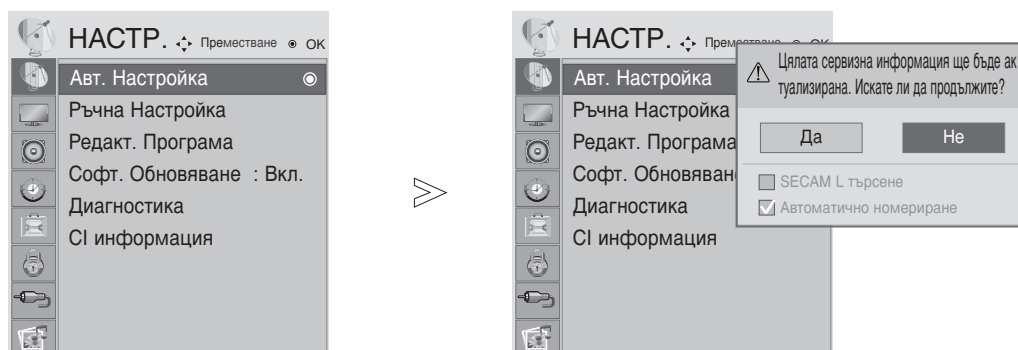 НАСТР. Преместване OK
Авт. Настройка
Ръчна Настройка
Редакт. Програма
Софт. Обновяване : Вкл.
Диагностика
CI информация
НАСТР.
Авт. Настройка
Ръчна Настройка
Редакт. Програма
Софт. Обновяван
Диагностика
CI информация
Цялата сервизна информация ще бъде ак
туализирана. Искате ли да продължите?
Да Не
SECAM L търсене
Автоматично номериране